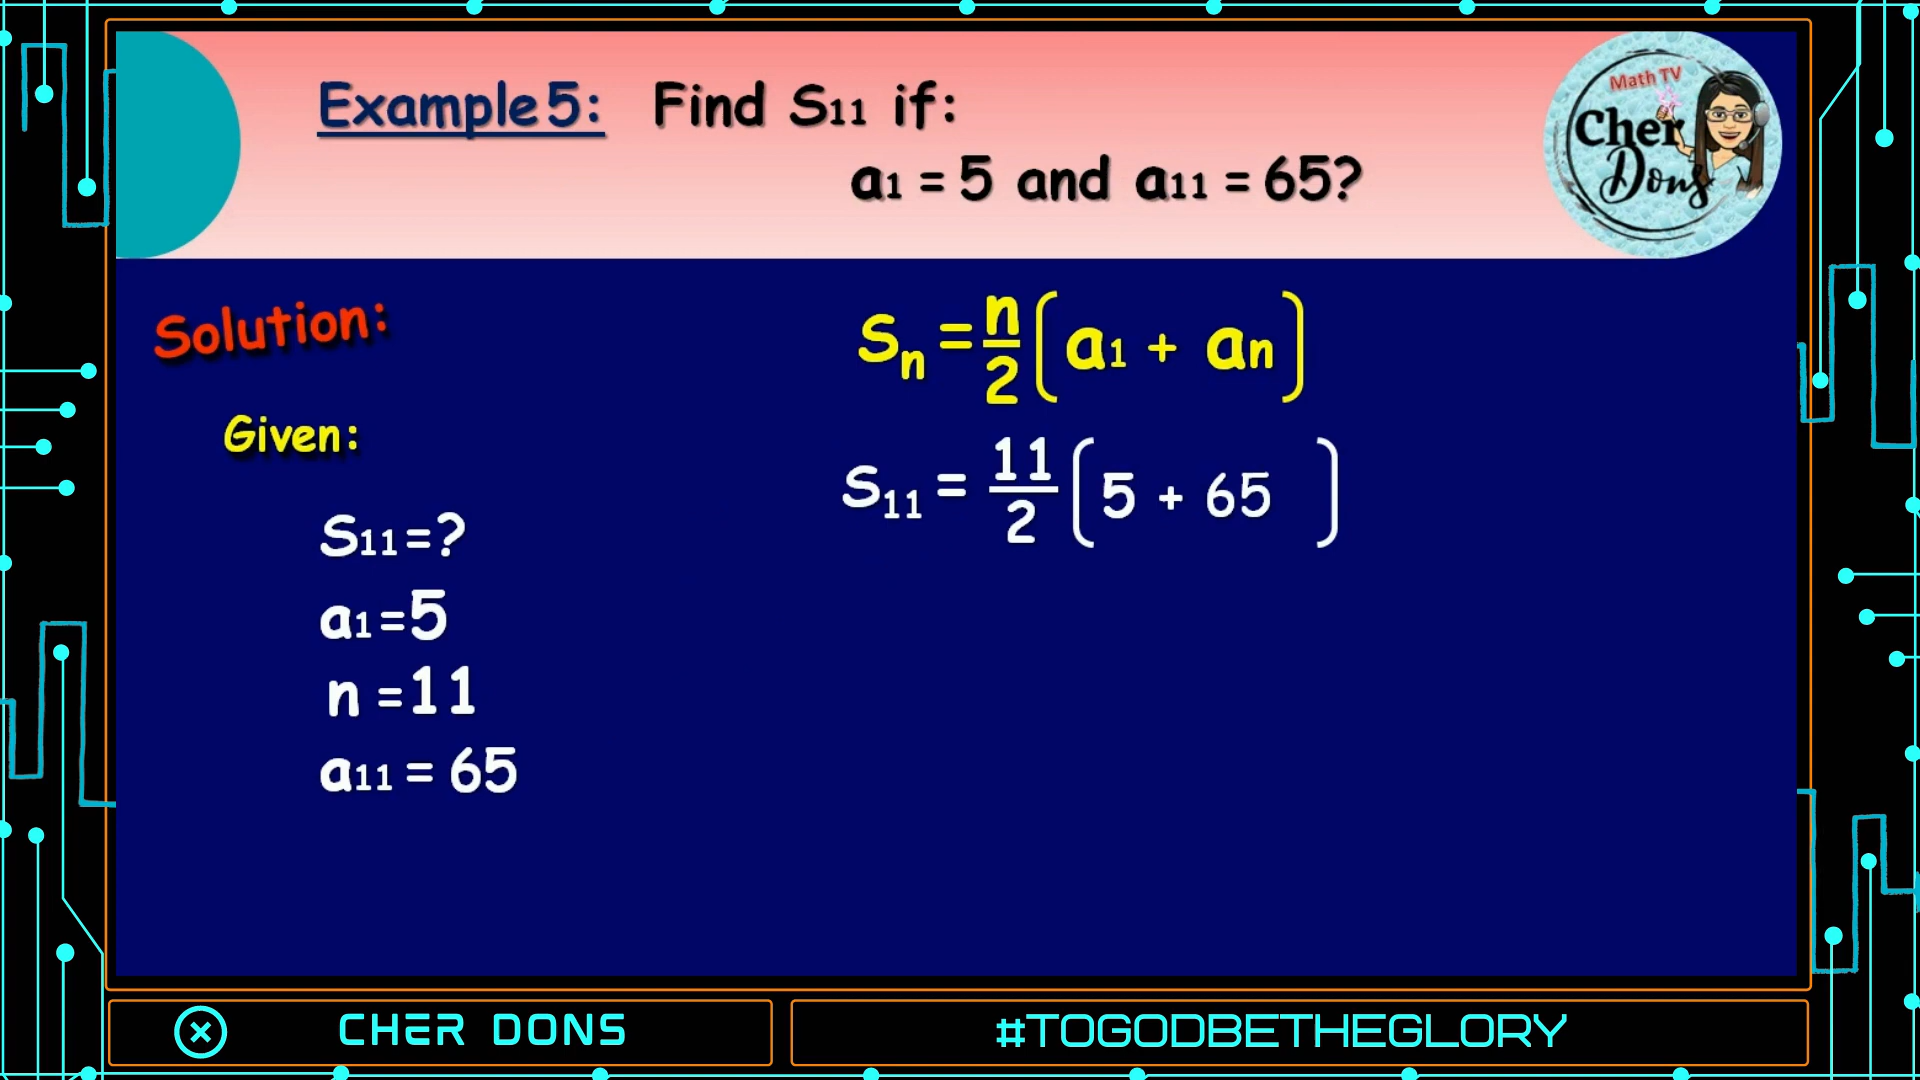 Example 5: Find S11 if:
a1 = 5 and a11 = 65?
Math TV
Cher
Dons
Solution:
Sn = n/2 ( a1 + an )
Given:
S11 = 11/2 ( 5 + 65 )
S11=?
a1=5
n =11
a11 = 65
CHER DONS
#TOGODBETHEGLORY